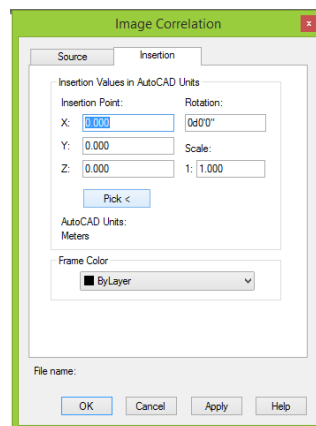 Image Correlation
x
Source Insertion
Insertion Values in AutoCAD Units
Insertion Point: Rotation:
X: 0.000 0d0'0"
Y: 0.000 Scale:
Z: 0.000 1: 1.000
Pick <
AutoCAD Units:
Meters
Frame Color
ByLayer
File name:
OK Cancel Apply Help